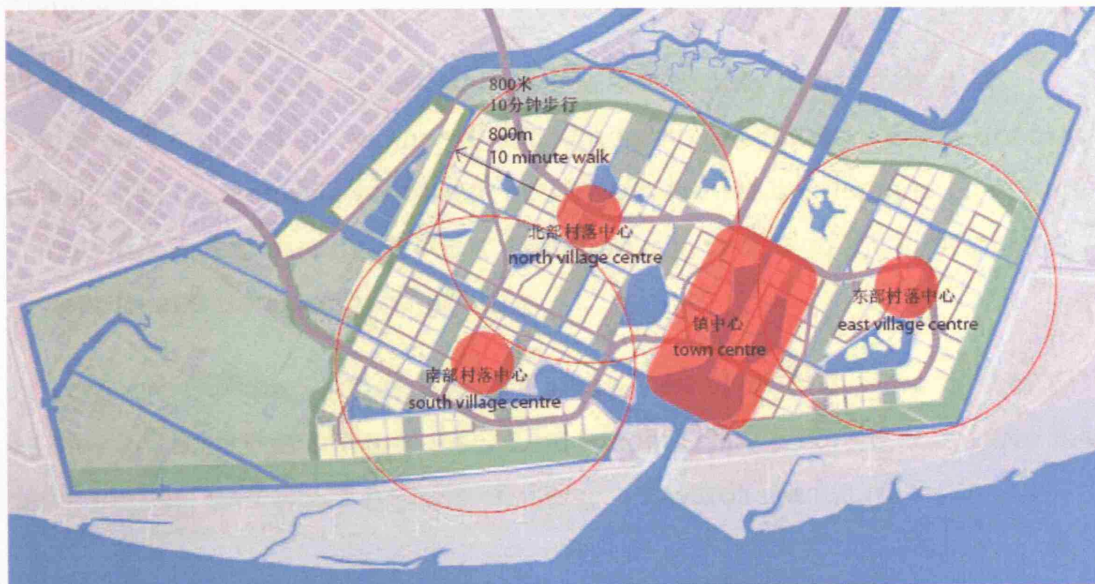 800米
10分钟步行
800m
10 minute walk
北部村落中心
north village centre
东部村落中心
east village centre
镇中心
town centre
南部村落中心
south village centre